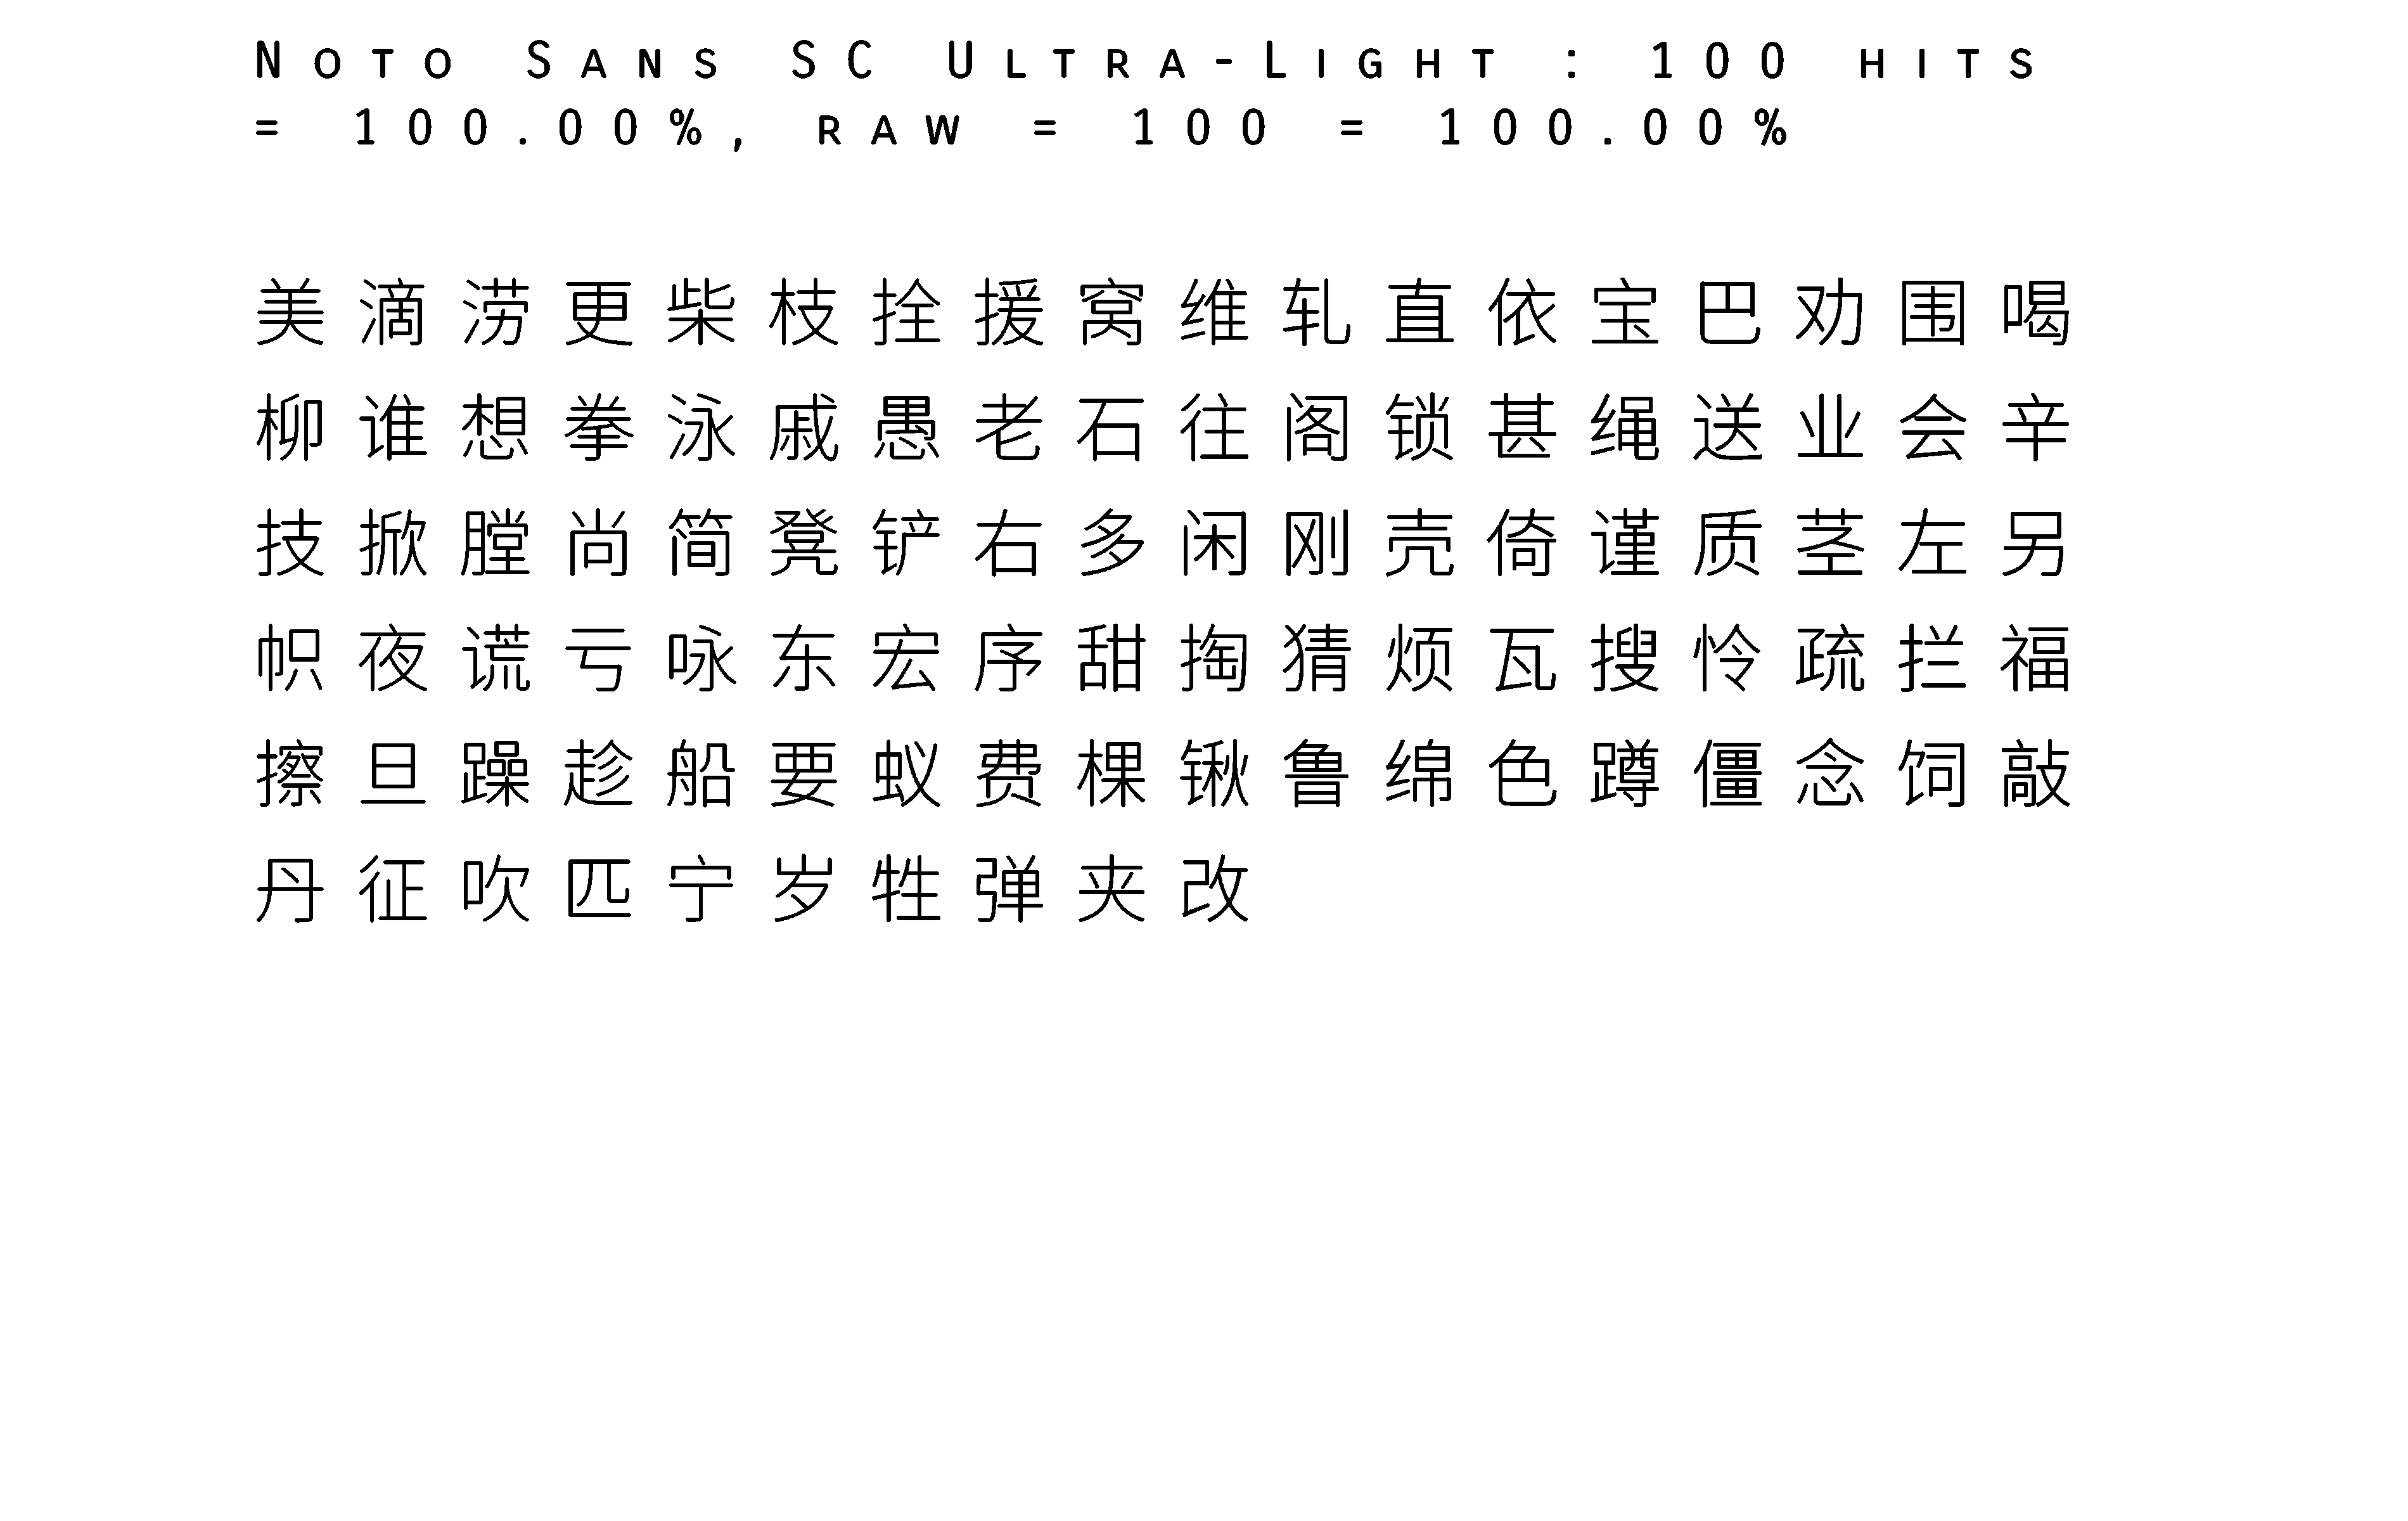 Noto Sans SC Ultra-Light : 100 hits
= 100.00%, raw = 100 = 100.00%
美滴涝更柴枝拴援窝维轧直依宝巴劝围喝
柳谁想拳泳戚愚老石往阁锁甚绳送业会辛
技掀膛尚简凳铲右多闲刚壳倚谨质茎左另
帜夜谎亏咏东宏序甜掏猜烦瓦搜怜疏拦福
擦旦躁趁船要蚁费棵锹鲁绵色蹲僵念饲敲
丹征吹匹宁岁牲弹夹改